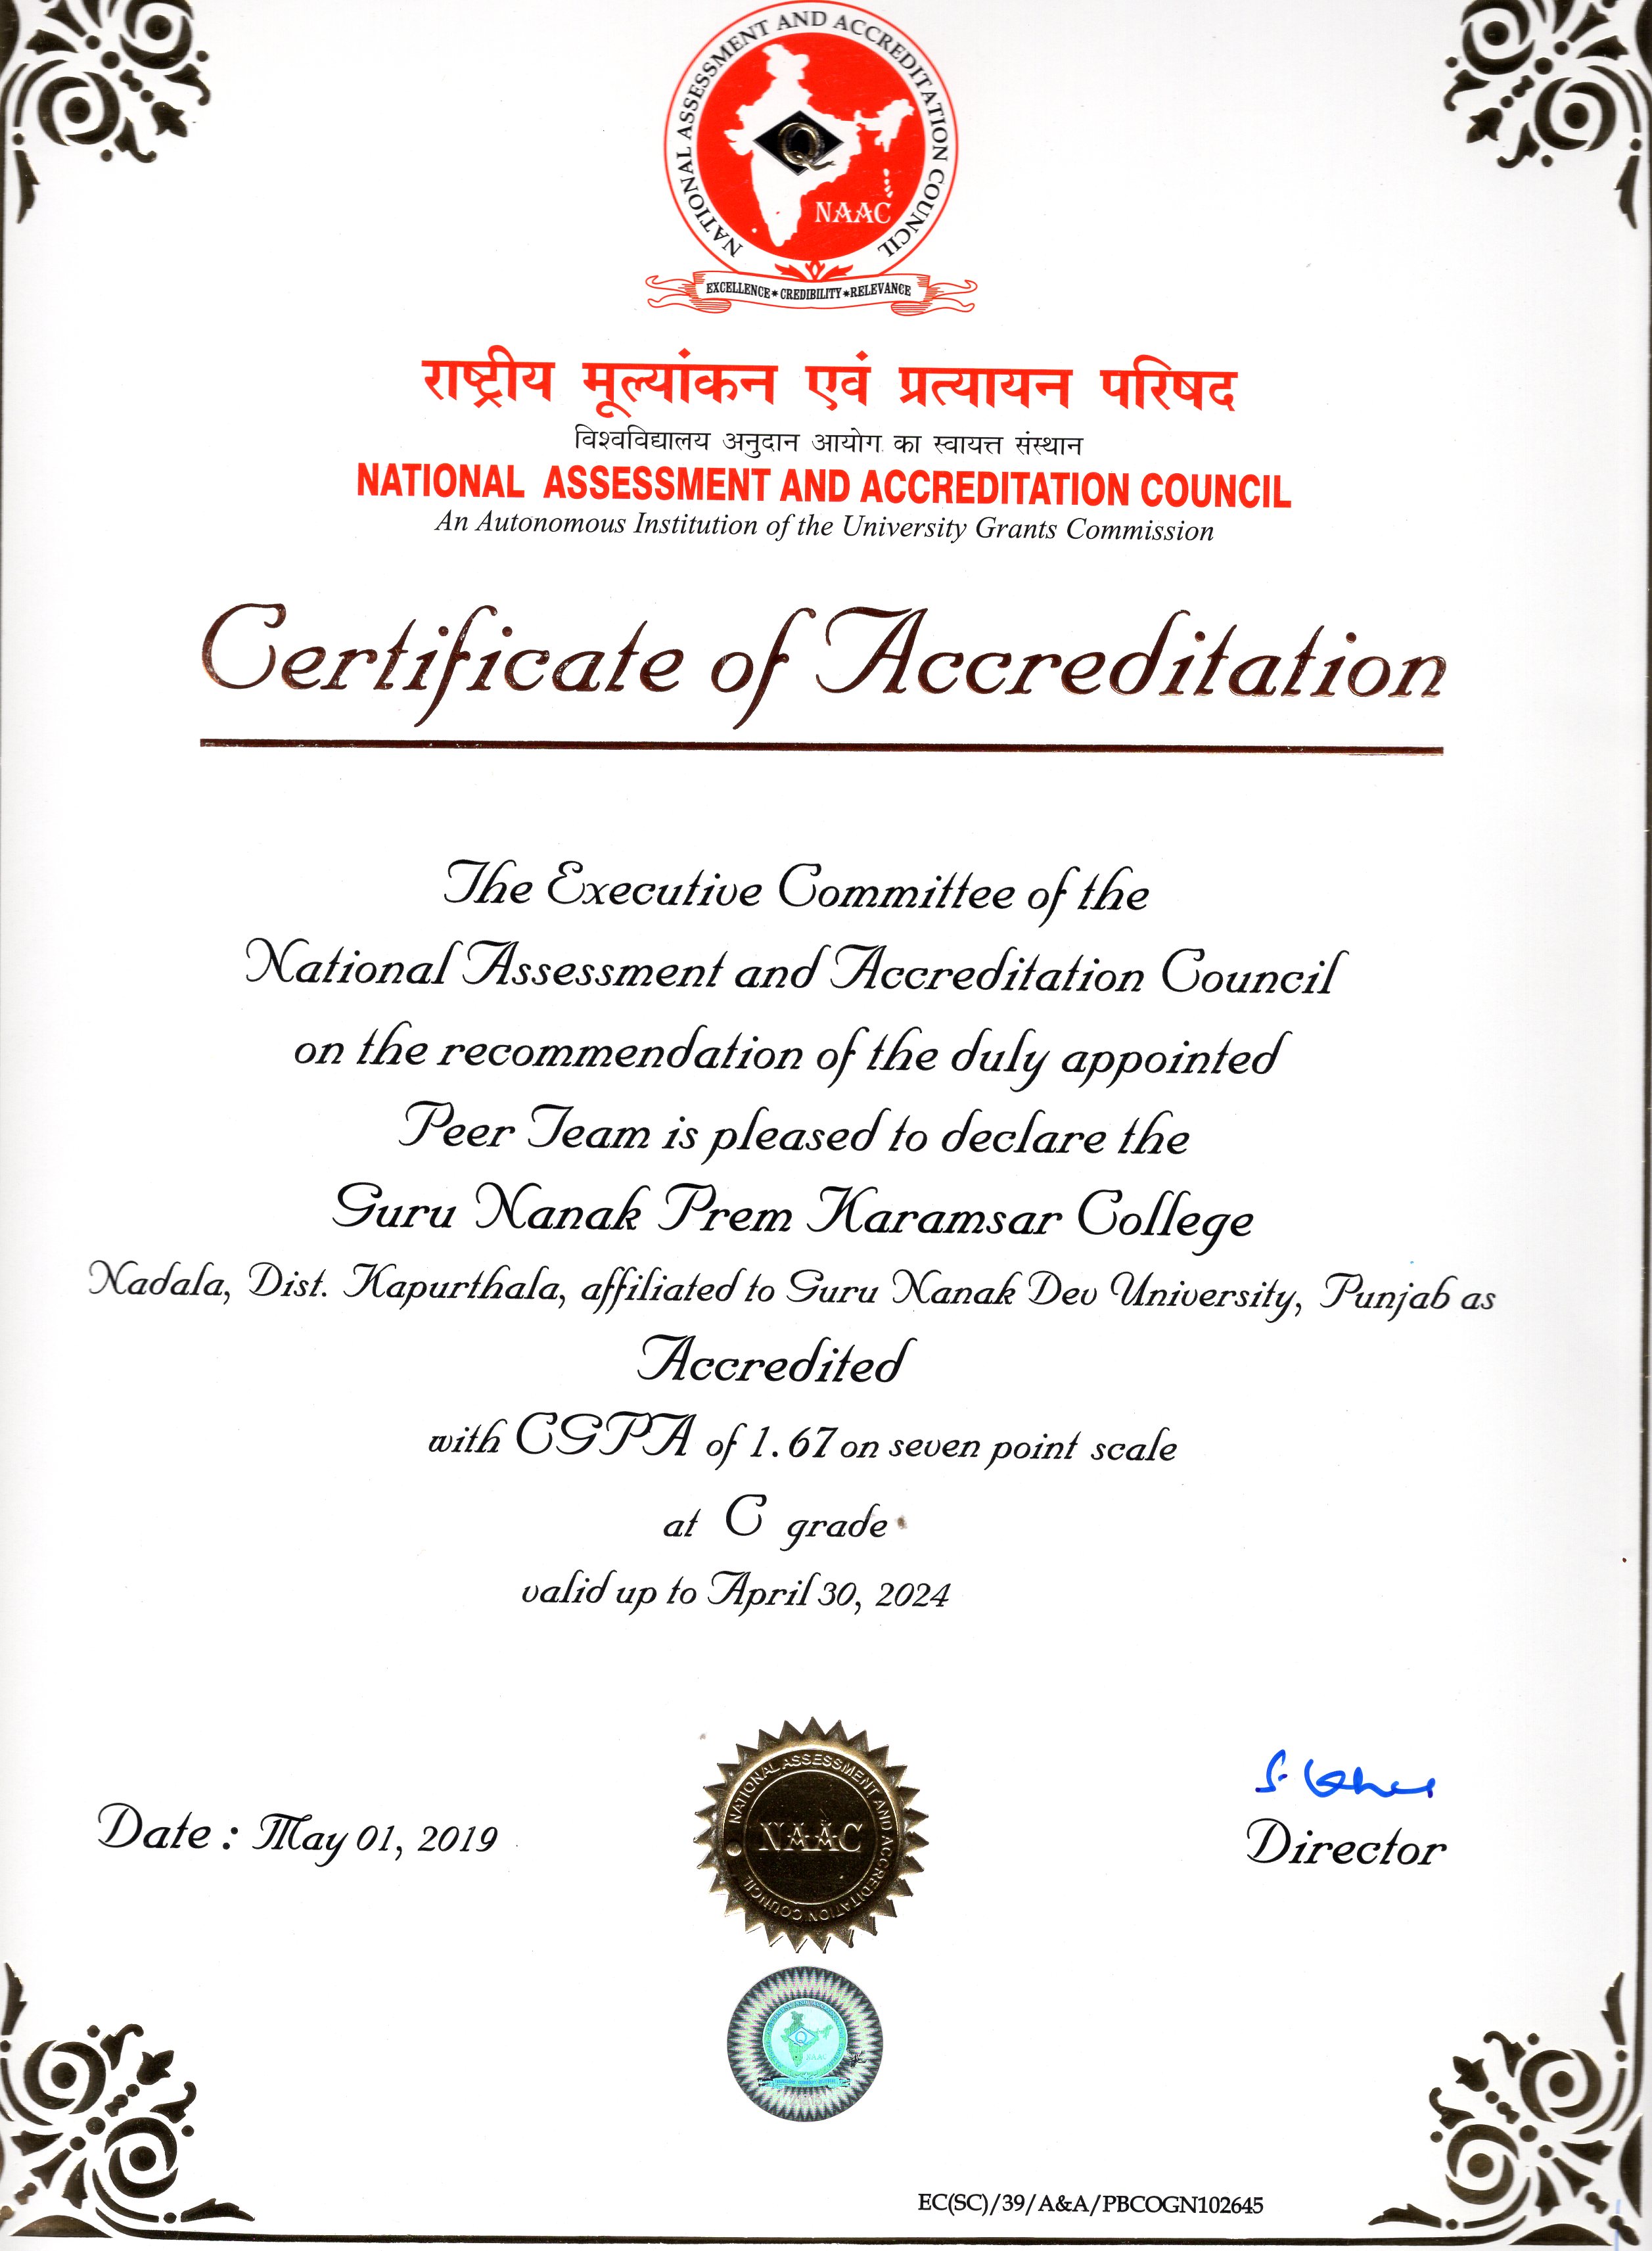 NATIONAL ASSESSMENT AND ACCREDITATION COUNCIL
Q
NAAC
EXCELLENCE * CREDIBILITY * RELEVANCE
राष्ट्रीय मूल्यांकन एवं प्रत्यायन परिषद
विश्वविद्यालय अनुदान आयोग का स्वायत्त संस्थान
NATIONAL ASSESSMENT AND ACCREDITATION COUNCIL
An Autonomous Institution of the University Grants Commission
Certificate of Accreditation
The Executive Committee of the
National Assessment and Accreditation Council
on the recommendation of the duly appointed
Peer Team is pleased to declare the
Guru Nanak Prem Karamsar College
Nadala, Dist. Kapurthala, affiliated to Guru Nanak Dev University, Punjab as
Accredited
with CGPA of 1.67 on seven point scale
at C grade
valid up to April 30, 2024
NATIONAL ASSESSMENT AND ACCREDITATION COUNCIL
NAAC
Date : May 01, 2019
Director
Q
NAAC
EC(SC)/39/A&A/PBCOGN102645